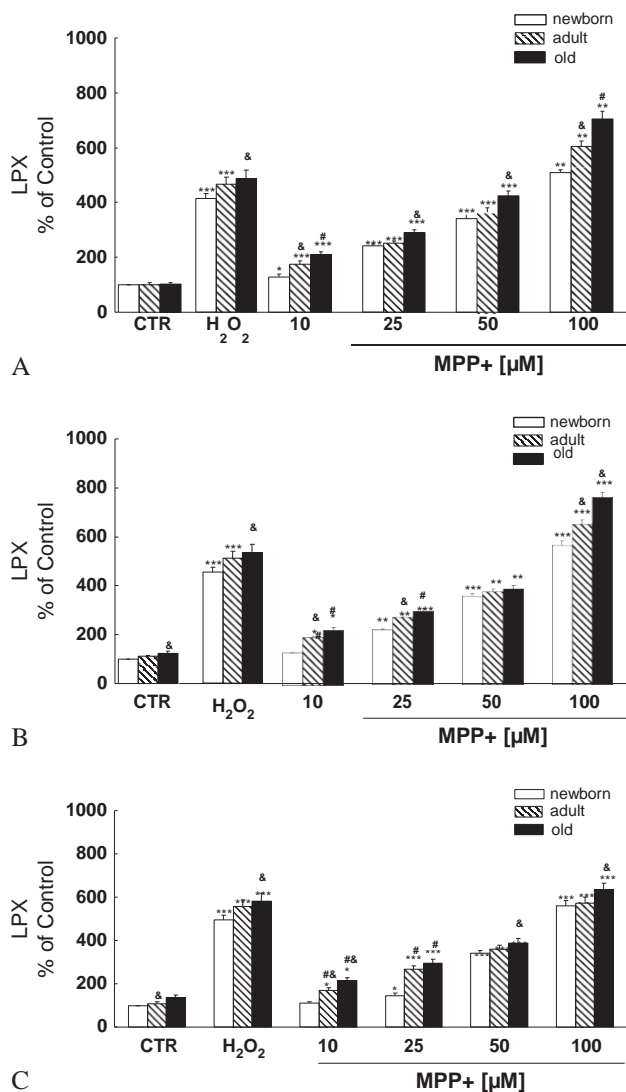 newborn
adult
old
1000
800
600
400
200
0
LPX
% of Control
& *** *** ***
* & *** # ***
*** *** & ***
*** *** & ***
** & ** # **
CTR H2O2 10 25 50 100
MPP+ [µM]
A
newborn
adult
old
1000
800
600
400
200
0
LPX
% of Control
&
*** *** &
& # *
** & ** # ***
*** ** **
*** & *** & ***
CTR H2O2 10 25 50 100
MPP+ [µM]
B
newborn
adult
old
1000
800
600
400
200
0
LPX
% of Control
&
*** *** & ***
#& * #& *
* # *** # ***
&
*** *** & ***
CTR H2O2 10 25 50 100
MPP+ [µM]
C